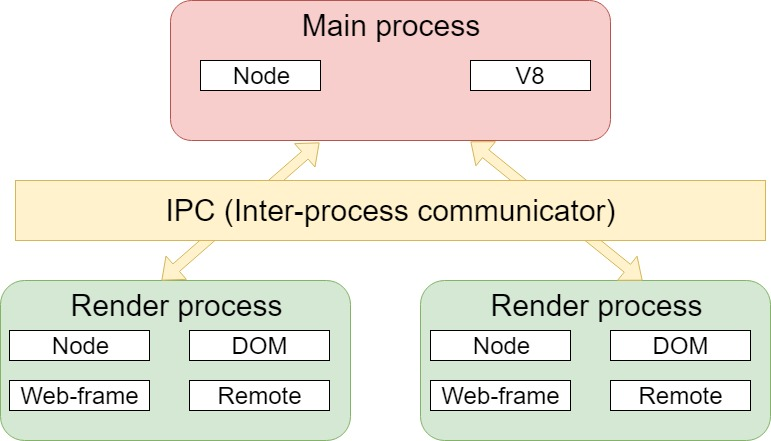 Main process
Node V8
IPC (Inter-process communicator)
Render process Render process
Node DOM Node DOM
Web-frame Remote Web-frame Remote